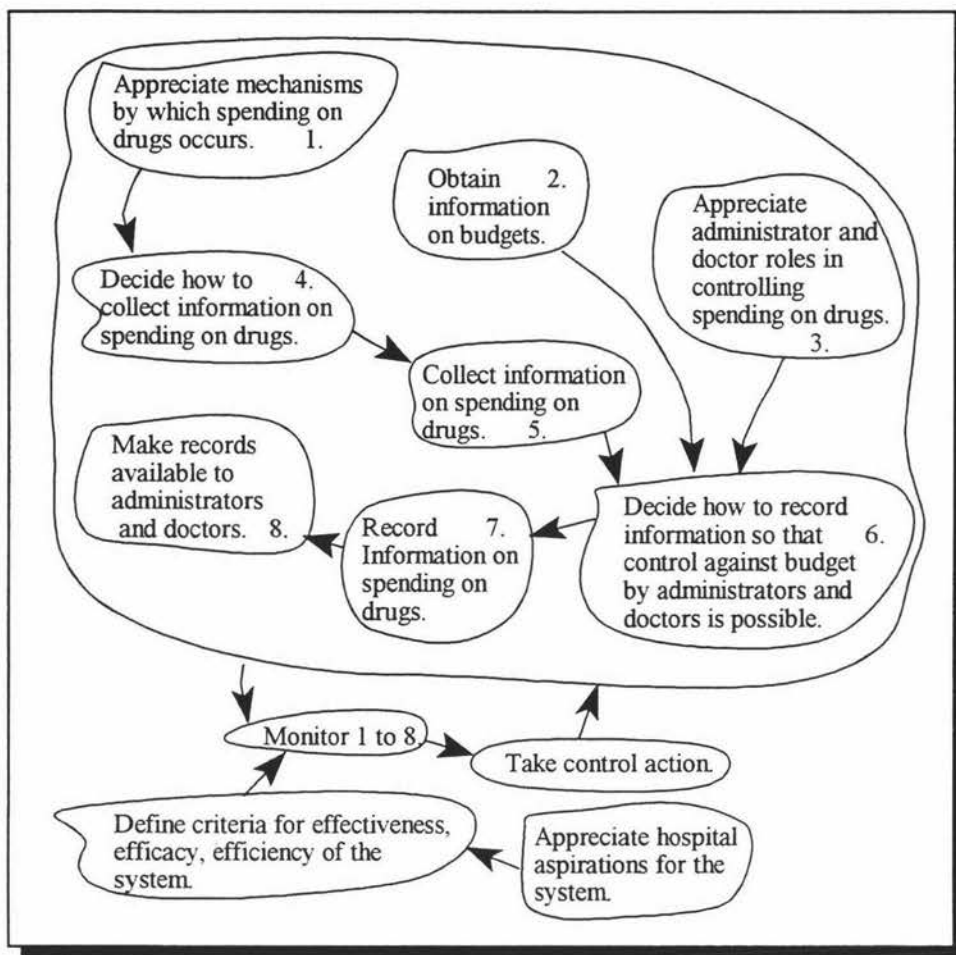 Appreciate mechanisms
by which spending on
drugs occurs. 1.
Obtain 2.
information
on budgets.
Appreciate
administrator and
doctor roles in
controlling
spending on drugs.
3.
Decide how to 4.
collect information on
spending on drugs.
Collect information
on spending on
drugs. 5.
Make records
available to
administrators
and doctors. 8.
Record 7.
Information on
spending on
drugs.
Decide how to record
information so that 6.
control against budget
by administrators and
doctors is possible.
Monitor 1 to 8.
Take control action.
Define criteria for effectiveness,
efficacy, efficiency of the
system.
Appreciate hospital
aspirations for the
system.